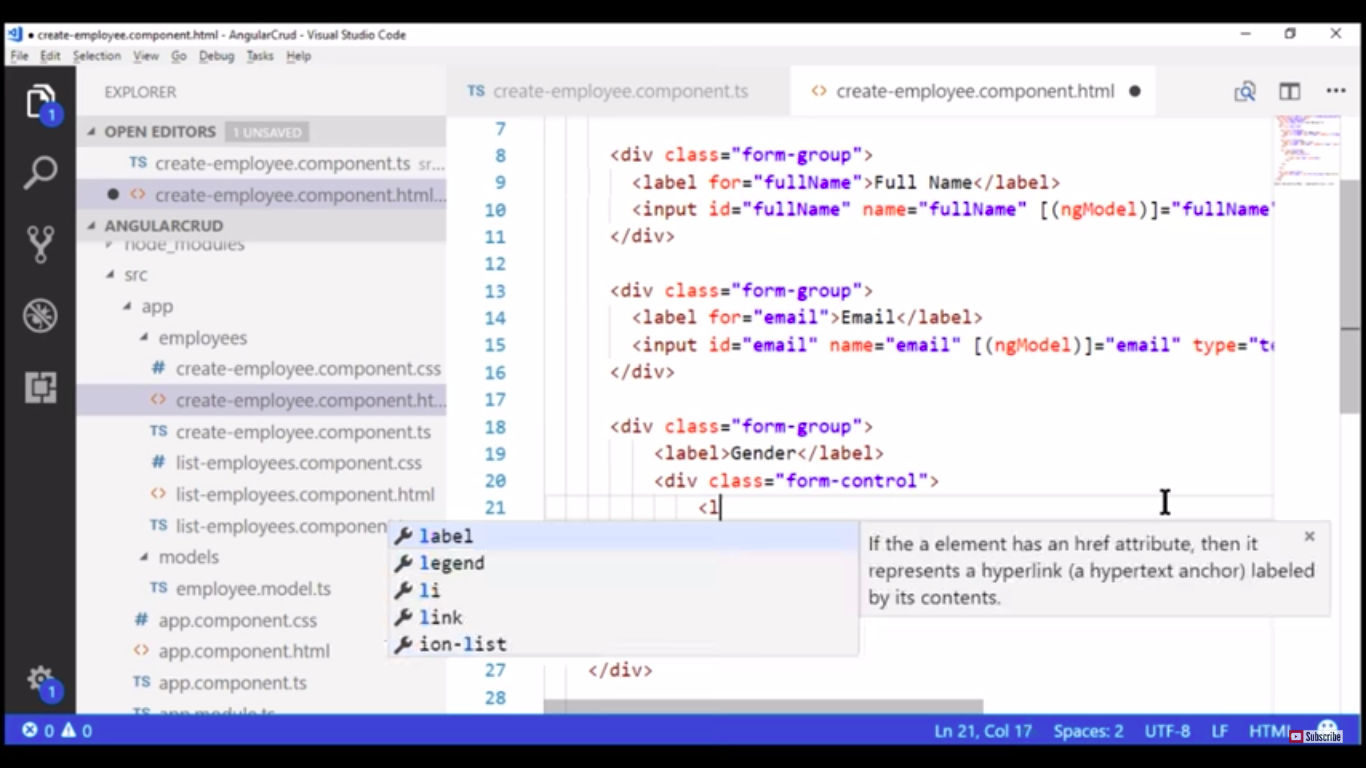 ● create-employee.component.html - AngularCrud - Visual Studio Code
File Edit Selection View Go Debug Tasks Help
EXPLORER
OPEN EDITORS 1 UNSAVED
TS create-employee.component.ts sr...
● <> create-employee.component.html...
ANGULARCRUD
node_modules
src
app
employees
# create-employee.component.css
<> create-employee.component.ht...
TS create-employee.component.ts
# list-employees.component.css
<> list-employees.component.html
TS list-employees.component
models
TS employee.model.ts
# app.component.css
<> app.component.html
TS app.component.ts
TS app.module.ts
1
1
TS create-employee.component.ts
<> create-employee.component.html ●
7
8 <div class="form-group">
9 <label for="fullName">Full Name</label>
10 <input id="fullName" name="fullName" [(ngModel)]="fullName"
11 </div>
12
13 <div class="form-group">
14 <label for="email">Email</label>
15 <input id="email" name="email" [(ngModel)]="email" type="te
16 </div>
17
18 <div class="form-group">
19 <label>Gender</label>
20 <div class="form-control">
21 <l
label
legend
li
link
ion-list
If the a element has an href attribute, then it
represents a hyperlink (a hypertext anchor) labeled
by its contents.
27 </div>
28
0 0
Ln 21, Col 17 Spaces: 2 UTF-8 LF HTML
Subscribe